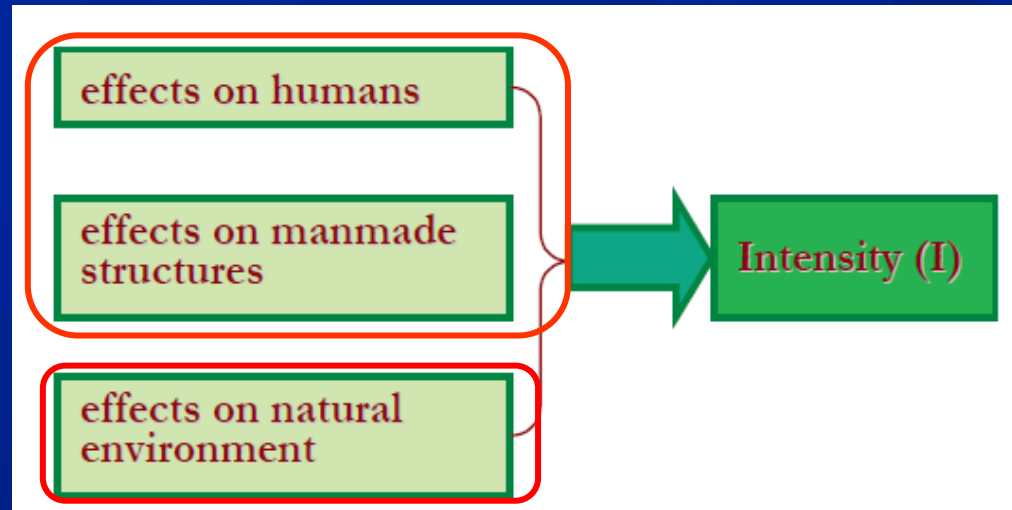 effects on humans
effects on manmade
structures
Intensity (I)
effects on natural
environment